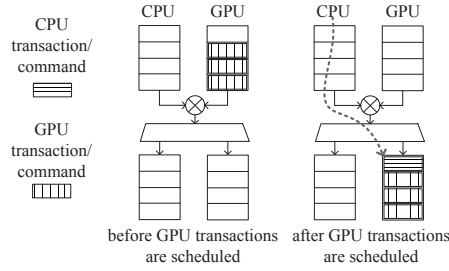 CPU
transaction/
command
GPU
transaction/
command
CPU GPU
before GPU transactions
are scheduled
CPU GPU
after GPU transactions
are scheduled